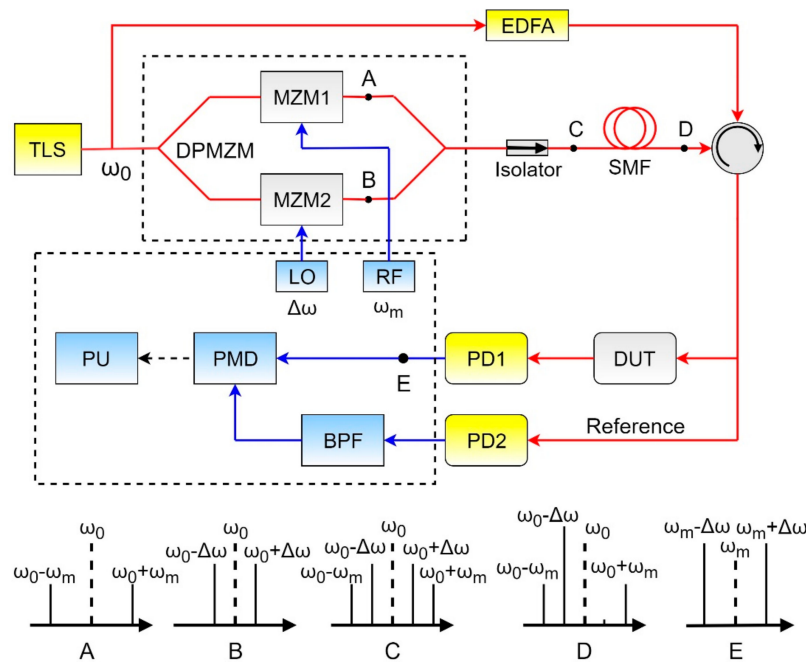 EDFA
A
MZM1
TLS
DPMZM
C
D
ω₀
Isolator
SMF
B
MZM2
LO
RF
Δω
ωₘ
PU
PMD
E
PD1
DUT
Reference
BPF
PD2
ω₀
ω₀-ωₘ
ω₀+ωₘ
A
ω₀
ω₀-Δω
ω₀+Δω
B
ω₀
ω₀-Δω
ω₀+Δω
ω₀-ωₘ
ω₀+ωₘ
C
ω₀-Δω
ω₀
ω₀-ωₘ
ω₀+ωₘ
D
ωₘ-Δω
ωₘ+Δω
ωₘ
E